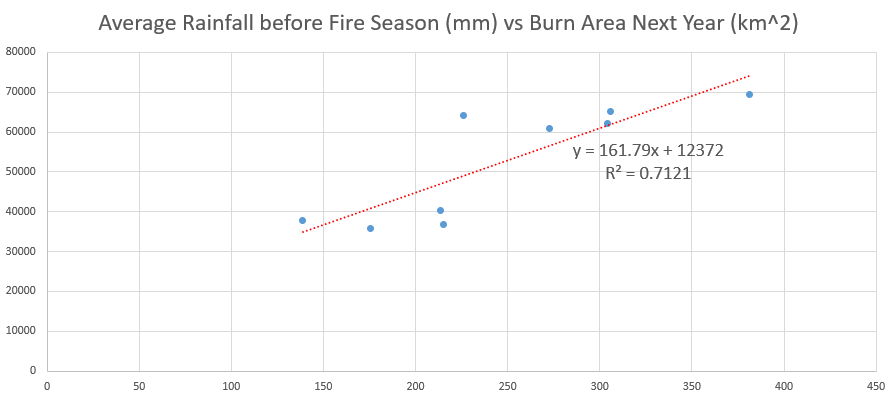 Average Rainfall before Fire Season (mm) vs Burn Area Next Year (km^2)
80000
70000
60000
50000
40000
30000
20000
10000
0
y = 161.79x + 12372
R² = 0.7121
0 50 100 150 200 250 300 350 400 450